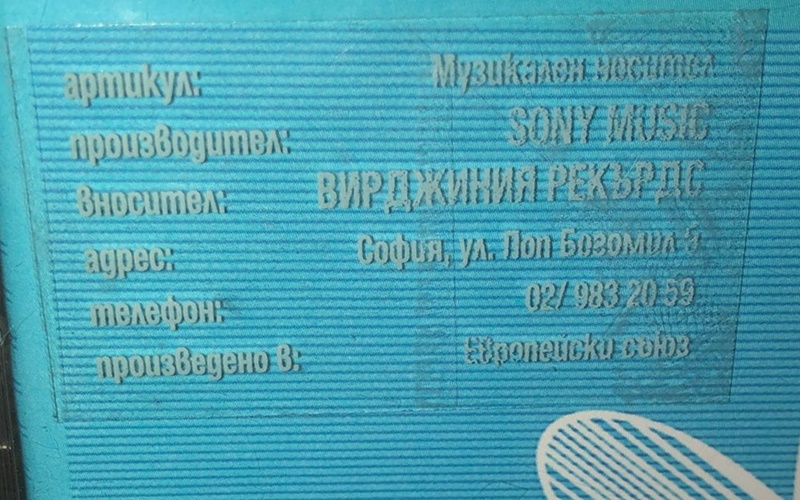 артикул: Музикален носител
производител: SONY MUSIC
вносител: ВИРДЖИНИЯ РЕКЪРДС
адрес: София, ул. Поп Богомил
телефон: 02/ 983 20 59
произведено в: Европейски съюз